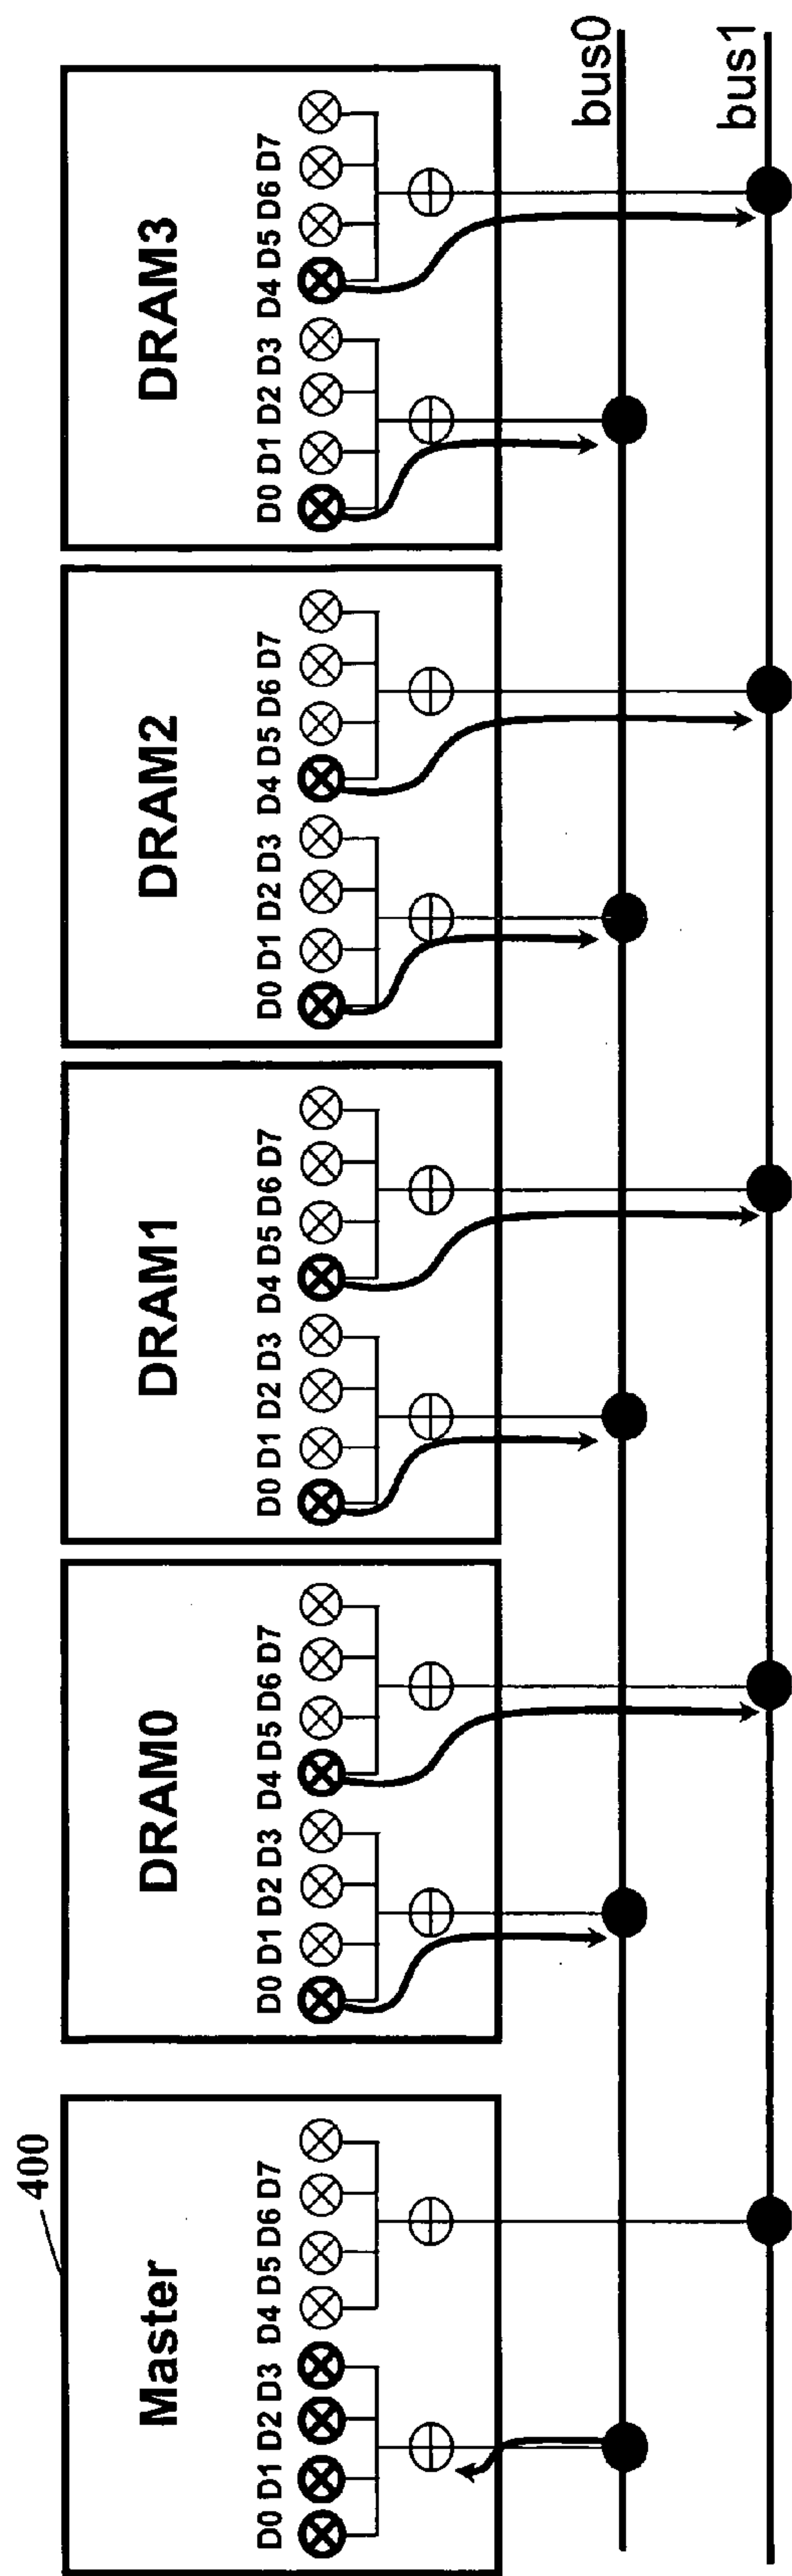 400
Master
D0 D1 D2 D3 D4 D5 D6 D7
DRAM0
D0 D1 D2 D3 D4 D5 D6 D7
DRAM1
D0 D1 D2 D3 D4 D5 D6 D7
DRAM2
D0 D1 D2 D3 D4 D5 D6 D7
DRAM3
D0 D1 D2 D3 D4 D5 D6 D7
bus0
bus1